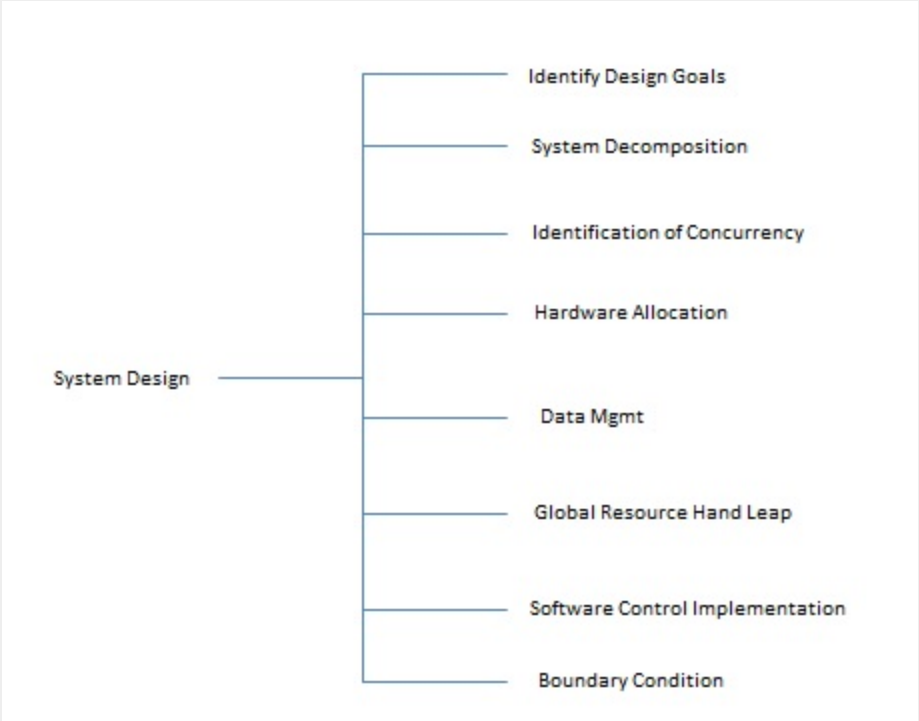 Identify Design Goals
System Decomposition
Identification of Concurrency
Hardware Allocation
System Design
Data Mgmt
Global Resource Hand Leap
Software Control Implementation
Boundary Condition